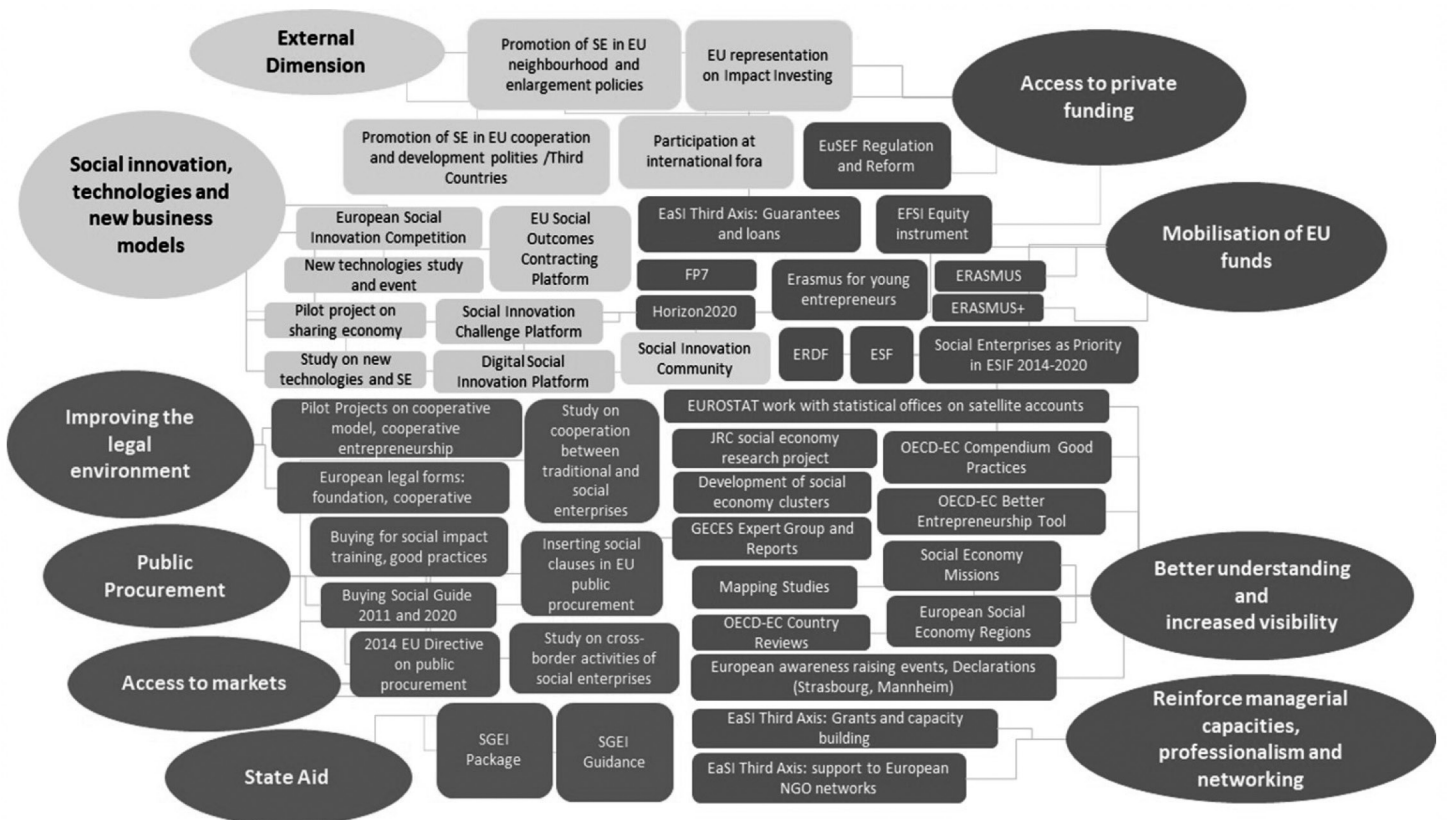 External
Dimension
Promotion of SE in EU
neighbourhood and
enlargement policies
EU representation
on Impact Investing
Access to private
funding
Promotion of SE in EU cooperation
and development polities /Third
Countries
Participation at
international fora
EuSEF Regulation
and Reform
Social innovation,
technologies and
new business
models
European Social
Innovation Competition
EU Social
Outcomes
Contracting
Platform
EaSI Third Axis: Guarantees
and loans
EFSI Equity
instrument
Mobilisation of EU
funds
New technologies study
and event
FP7
Erasmus for young
entrepreneurs
ERASMUS
ERASMUS+
Pilot project on
sharing economy
Social Innovation
Challenge Platform
Horizon2020
Study on new
technologies and SE
Digital Social
Innovation Platform
Social Innovation
Community
ERDF
ESF
Social Enterprises as Priority
in ESIF 2014-2020
Improving the
legal
environment
Pilot Projects on cooperative
model, cooperative
entrepreneurship
Study on
cooperation
between
traditional and
social
enterprises
EUROSTAT work with statistical offices on satellite accounts
JRC social economy
research project
OECD-EC Compendium Good
Practices
European legal forms:
foundation, cooperative
Development of social
economy clusters
OECD-EC Better
Entrepreneurship Tool
Public
Procurement
Buying for social impact
training, good practices
Inserting social
clauses in EU
public
procurement
GECES Expert Group and
Reports
Social Economy
Missions
Better understanding
and
increased visibility
Mapping Studies
Buying Social Guide
2011 and 2020
European Social
Economy Regions
OECD-EC Country
Reviews
Access to markets
2014 EU Directive
on public
procurement
Study on cross-
border activities of
social enterprises
European awareness raising events, Declarations
(Strasbourg, Mannheim)
Reinforce managerial
capacities,
professionalism and
networking
State Aid
SGEI
Package
SGEI
Guidance
EaSI Third Axis: Grants and capacity
building
EaSI Third Axis: support to European
NGO networks